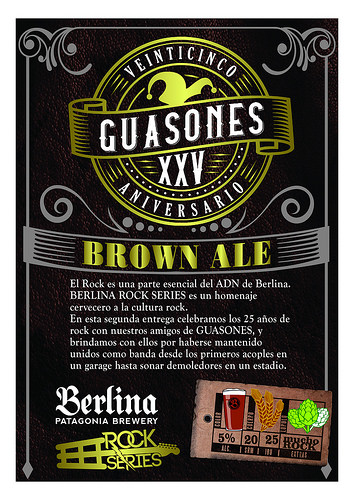 VEINTICINCO
GUASONES
XXV
ANIVERSARIO
BROWN ALE
El Rock es una parte esencial del ADN de Berlina.
BERLINA ROCK SERIES es un homenaje
cervecero a la cultura rock.
En esta segunda entrega celebramos los 25 años de
rock con nuestros amigos de GUASONES, y
brindamos con ellos por haberse mantenido
unidos como banda desde los primeros acoples en
un garage hasta sonar demoledores en un estadio.
Berlina
PATAGONIA BREWERY
ROCK
SERIES
5% 20 25 mucho ROCK
ALC. SRM IBU